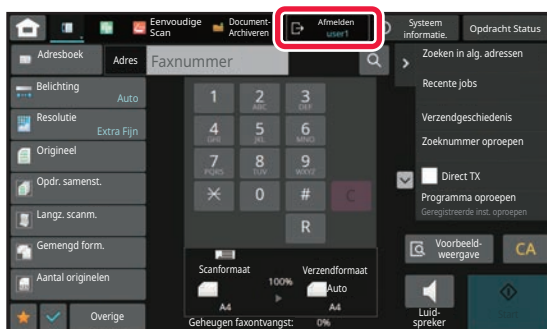 Eenvoudige Scan
Document-Archiveren
Afmelden
user1
Systeem informatie.
Opdracht Status
Adresboek
Adres
Faxnummer
Zoeken in alg. adressen
Belichting
Auto
Recente jobs
Resolutie
Extra Fijn
Verzendgeschiedenis
Zoeknummer oproepen
Origineel
Opdr. samenst.
Direct TX
Langz. scanm.
Programma oproepen
Geregistreerde inst. oproepen
Gemengd form.
Aantal originelen
Overige
1
2
ABC
3
DEF
4
GHI
5
JKL
6
MNO
7
PQRS
8
TUV
9
WXYZ
0
#
C
R
Scanformaat
100%
Verzendformaat
Auto
A4
A4
Geheugen faxontvangst: 0%
Voorbeeld-
weergave
CA
Luid-
spreker
Start